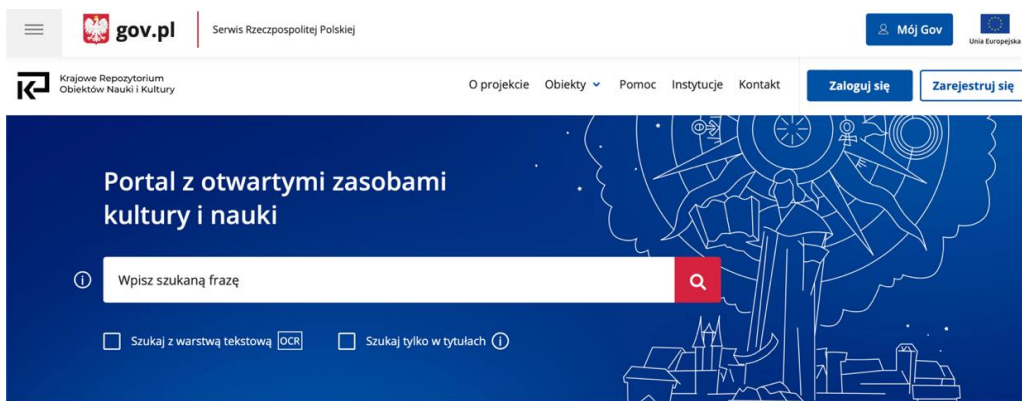 gov.pl
Serwis Rzeczpospolitej Polskiej
Mój Gov
Unia Europejska
Krajowe Repozytorium
Obiektów Nauki i Kultury
O projekcie Obiekty Pomoc Instytucje Kontakt
Zaloguj się
Zarejestruj się
Portal z otwartymi zasobami
kultury i nauki
Wpisz szukaną frazę
Szukaj z warstwą tekstową OCR
Szukaj tylko w tytułach